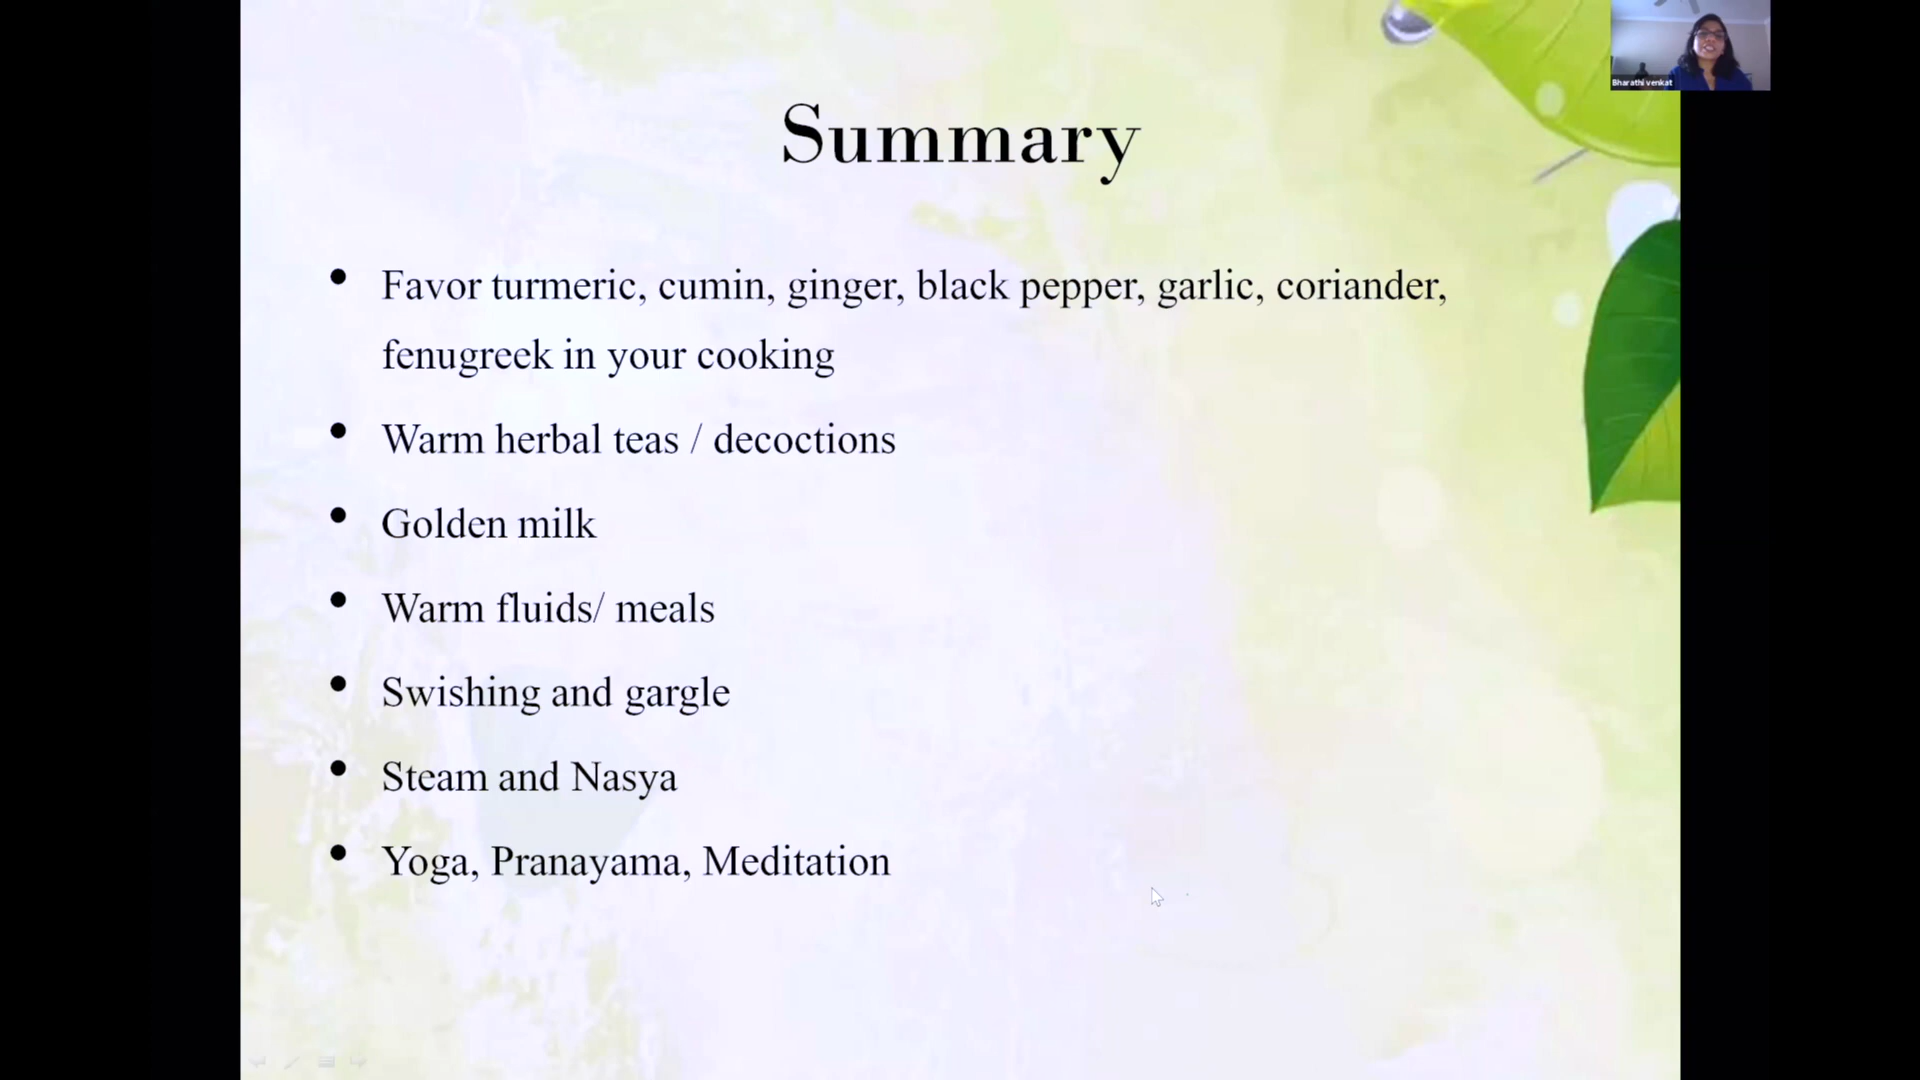 Bharathi venkat
Summary
• Favor turmeric, cumin, ginger, black pepper, garlic, coriander,
fenugreek in your cooking
• Warm herbal teas / decoctions
• Golden milk
• Warm fluids/ meals
• Swishing and gargle
• Steam and Nasya
• Yoga, Pranayama, Meditation